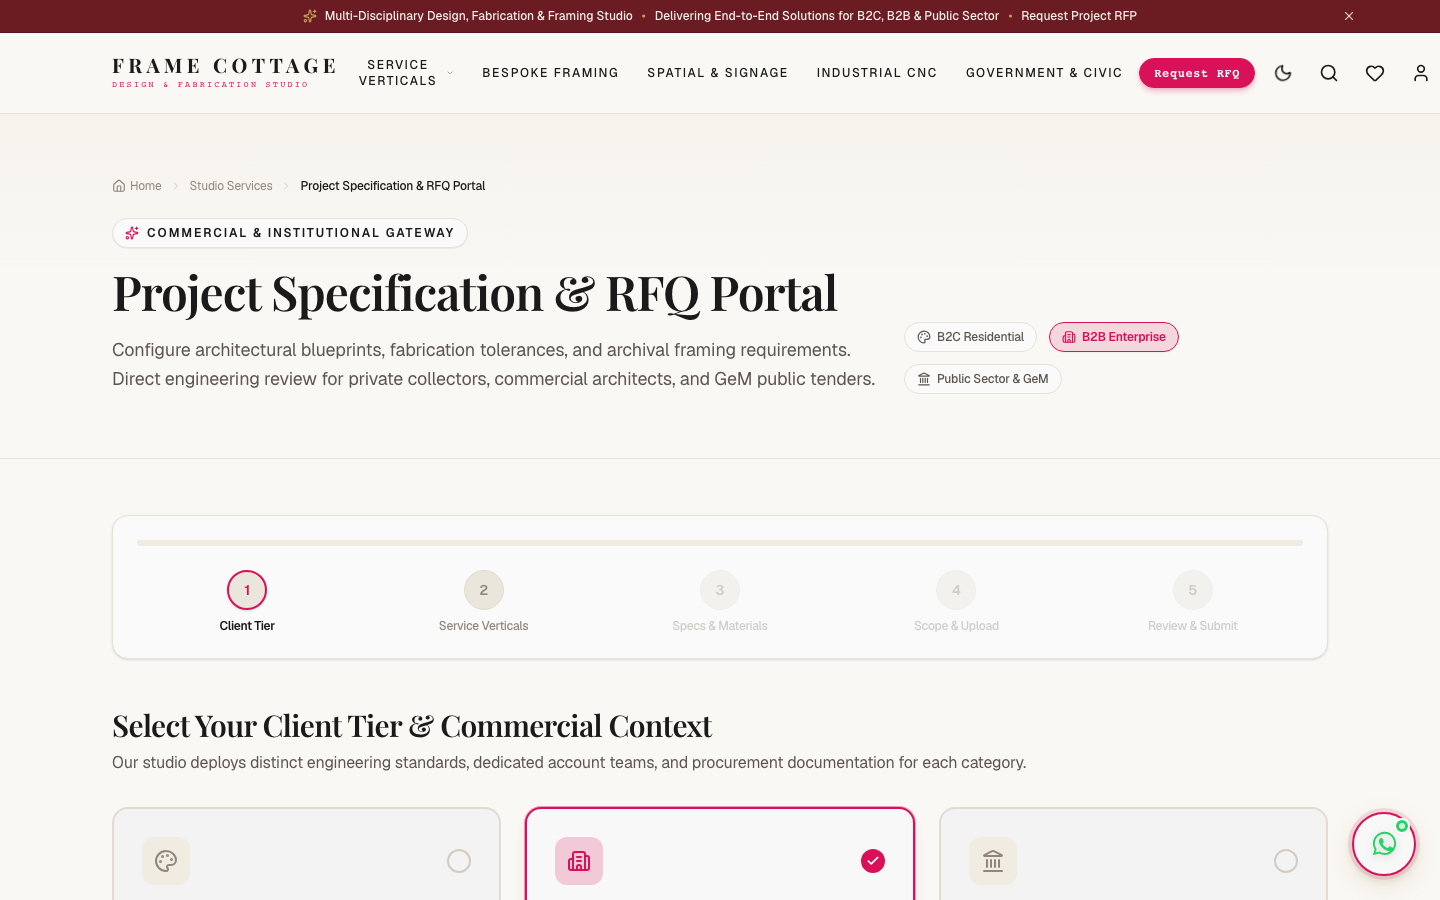 Multi-Disciplinary Design, Fabrication & Framing Studio • Delivering End-to-End Solutions for B2C, B2B & Public Sector • Request Project RFP
FRAME COTTAGE
DESIGN & FABRICATION STUDIO
SERVICE
VERTICALS
BESPOKE FRAMING
SPATIAL & SIGNAGE
INDUSTRIAL CNC
GOVERNMENT & CIVIC
Request RFQ
Home
Studio Services
Project Specification & RFQ Portal
COMMERCIAL & INSTITUTIONAL GATEWAY
Project Specification & RFQ Portal
Configure architectural blueprints, fabrication tolerances, and archival framing requirements.
Direct engineering review for private collectors, commercial architects, and GeM public tenders.
B2C Residential
B2B Enterprise
Public Sector & GeM
1
2
3
4
5
Client Tier
Service Verticals
Specs & Materials
Scope & Upload
Review & Submit
Select Your Client Tier & Commercial Context
Our studio deploys distinct engineering standards, dedicated account teams, and procurement documentation for each category.